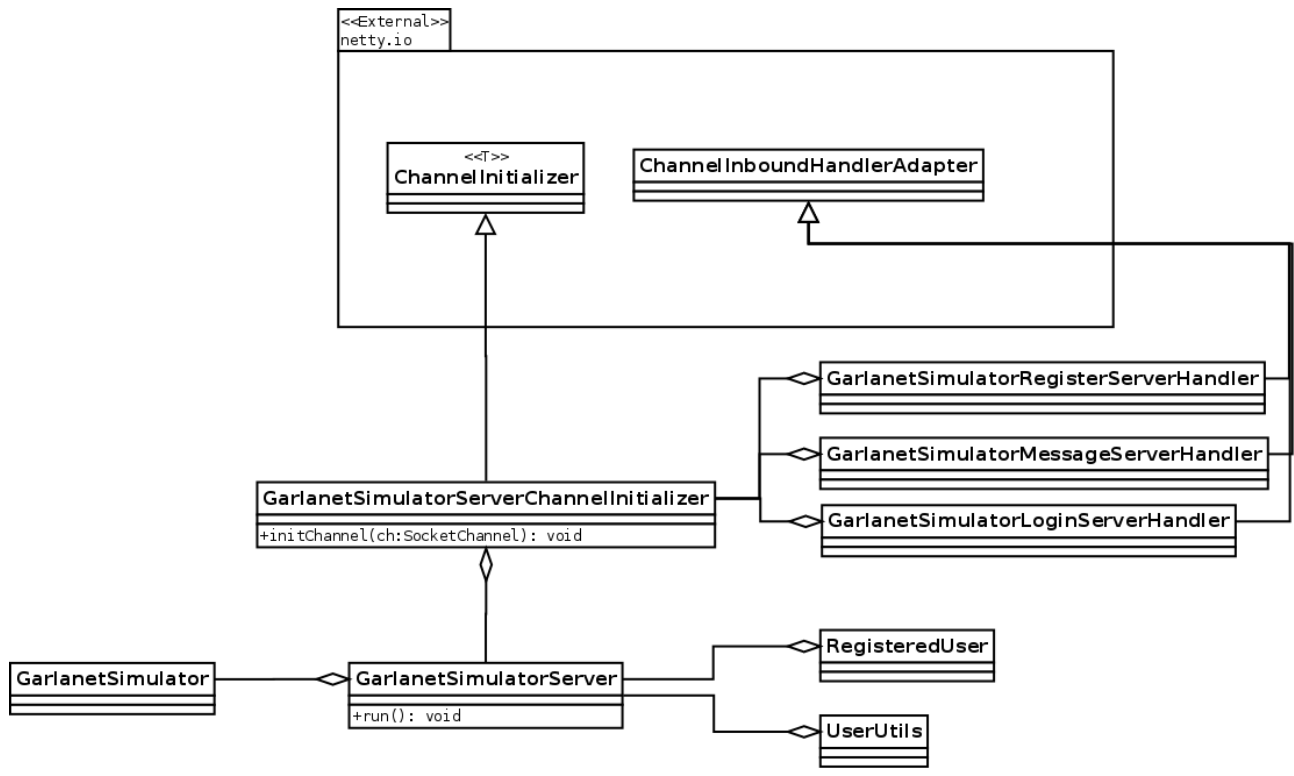 <<External>>
netty.io
<<T>>
ChannelInitializer
ChannelInboundHandlerAdapter
GarlanetSimulatorRegisterServerHandler
GarlanetSimulatorMessageServerHandler
GarlanetSimulatorServerChannelInitializer
+initChannel(ch:SocketChannel): void
GarlanetSimulatorLoginServerHandler
RegisteredUser
GarlanetSimulator
GarlanetSimulatorServer
+run(): void
UserUtils